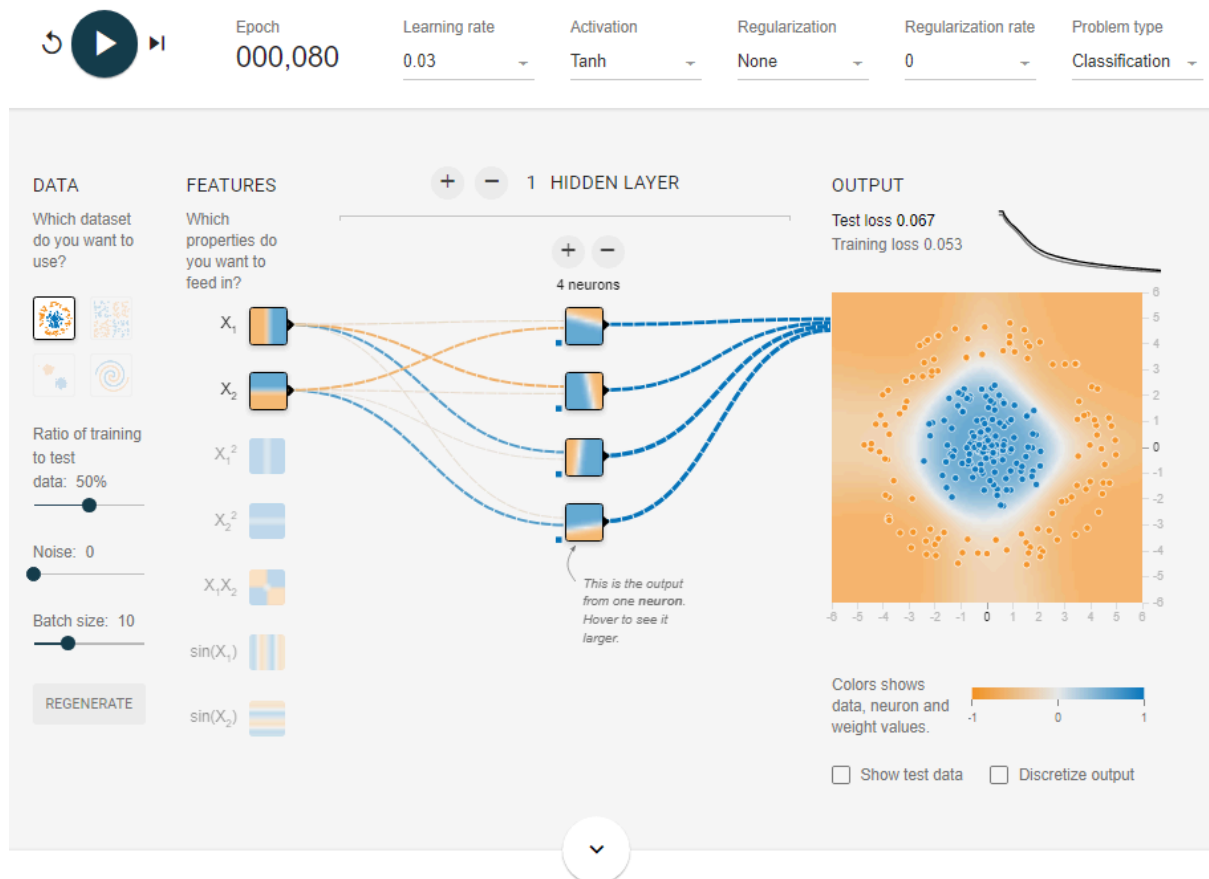 Epoch
000,080
Learning rate
0.03
Activation
Tanh
Regularization
None
Regularization rate
0
Problem type
Classification
DATA
Which dataset
do you want to
use?
Ratio of training
to test
data: 50%
Noise: 0
Batch size: 10
REGENERATE
FEATURES
Which
properties do
you want to
feed in?
X₁
X₂
X₁²
X₂²
X₁X₂
sin(X₁)
sin(X₂)
+ − 1 HIDDEN LAYER
+ −
4 neurons
This is the output
from one neuron.
Hover to see it
larger.
OUTPUT
Test loss 0.067
Training loss 0.053
6
5
4
3
2
1
0
-1
-2
-3
-4
-5
-6
-6 -5 -4 -3 -2 -1 0 1 2 3 4 5 6
Colors shows
data, neuron and
weight values.
-1 0 1
Show test data
Discretize output